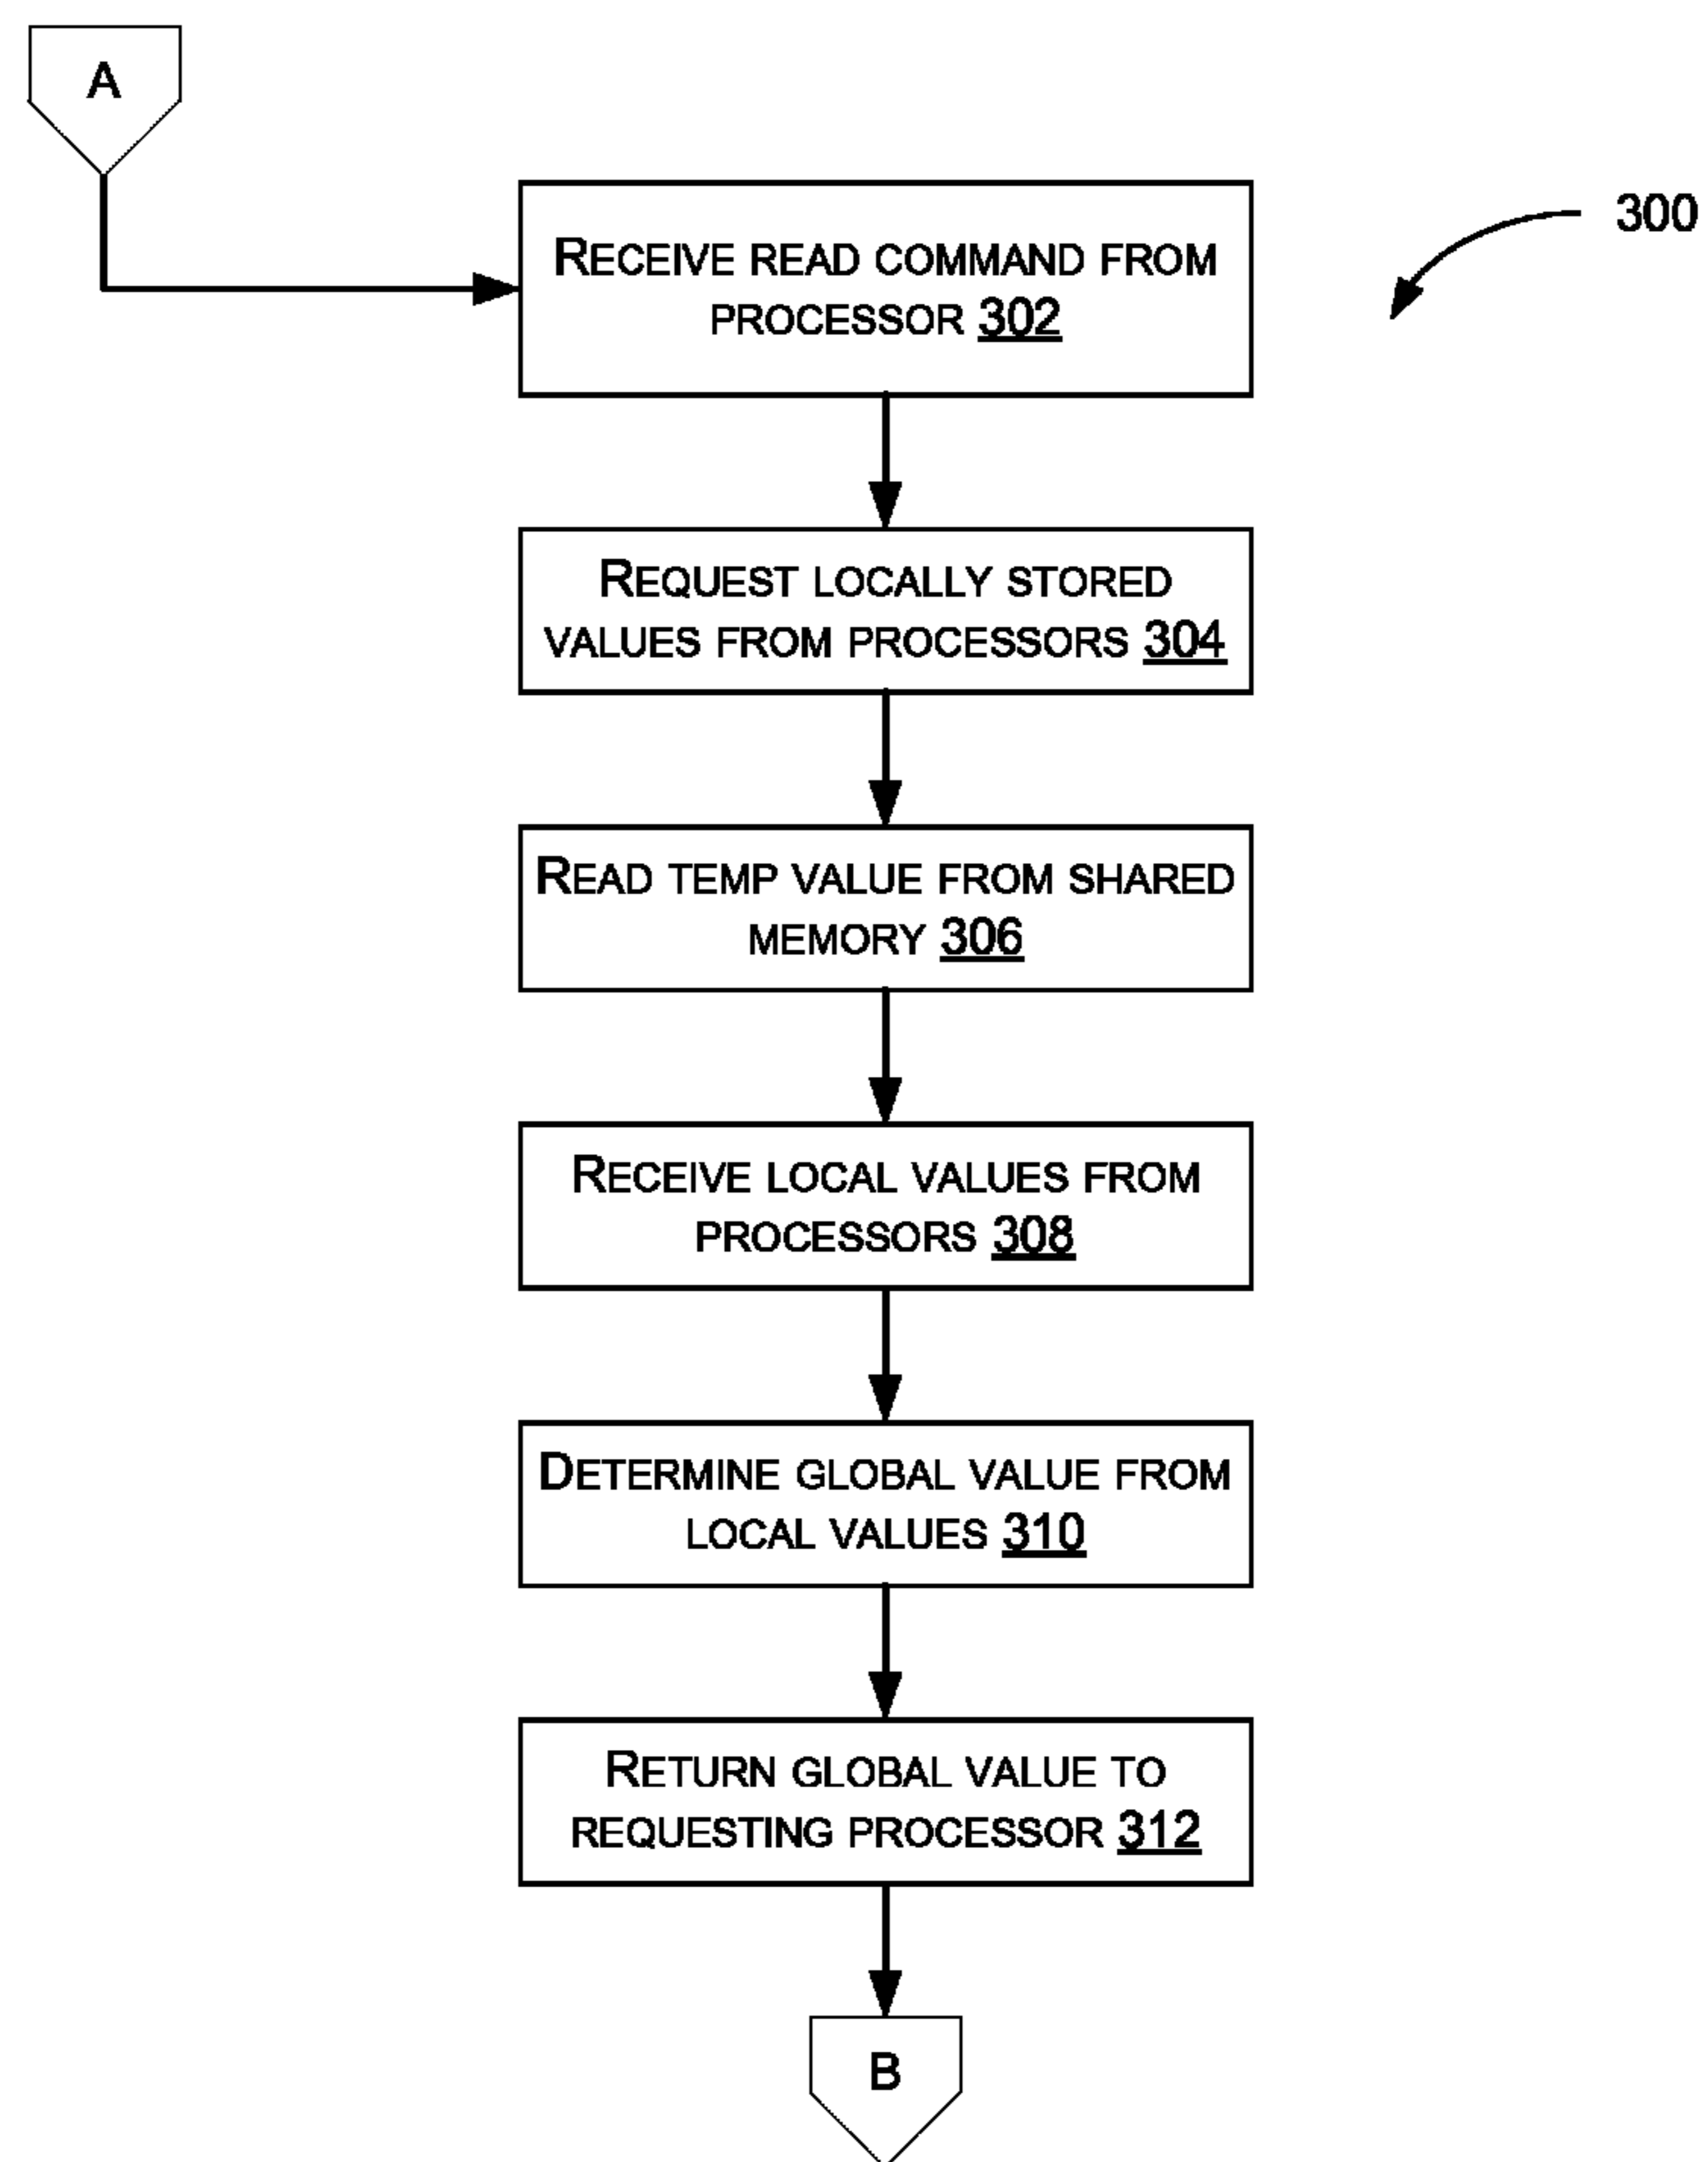 A
300
RECEIVE READ COMMAND FROM
PROCESSOR 302
REQUEST LOCALLY STORED
VALUES FROM PROCESSORS 304
READ TEMP VALUE FROM SHARED
MEMORY 306
RECEIVE LOCAL VALUES FROM
PROCESSORS 308
DETERMINE GLOBAL VALUE FROM
LOCAL VALUES 310
RETURN GLOBAL VALUE TO
REQUESTING PROCESSOR 312
B